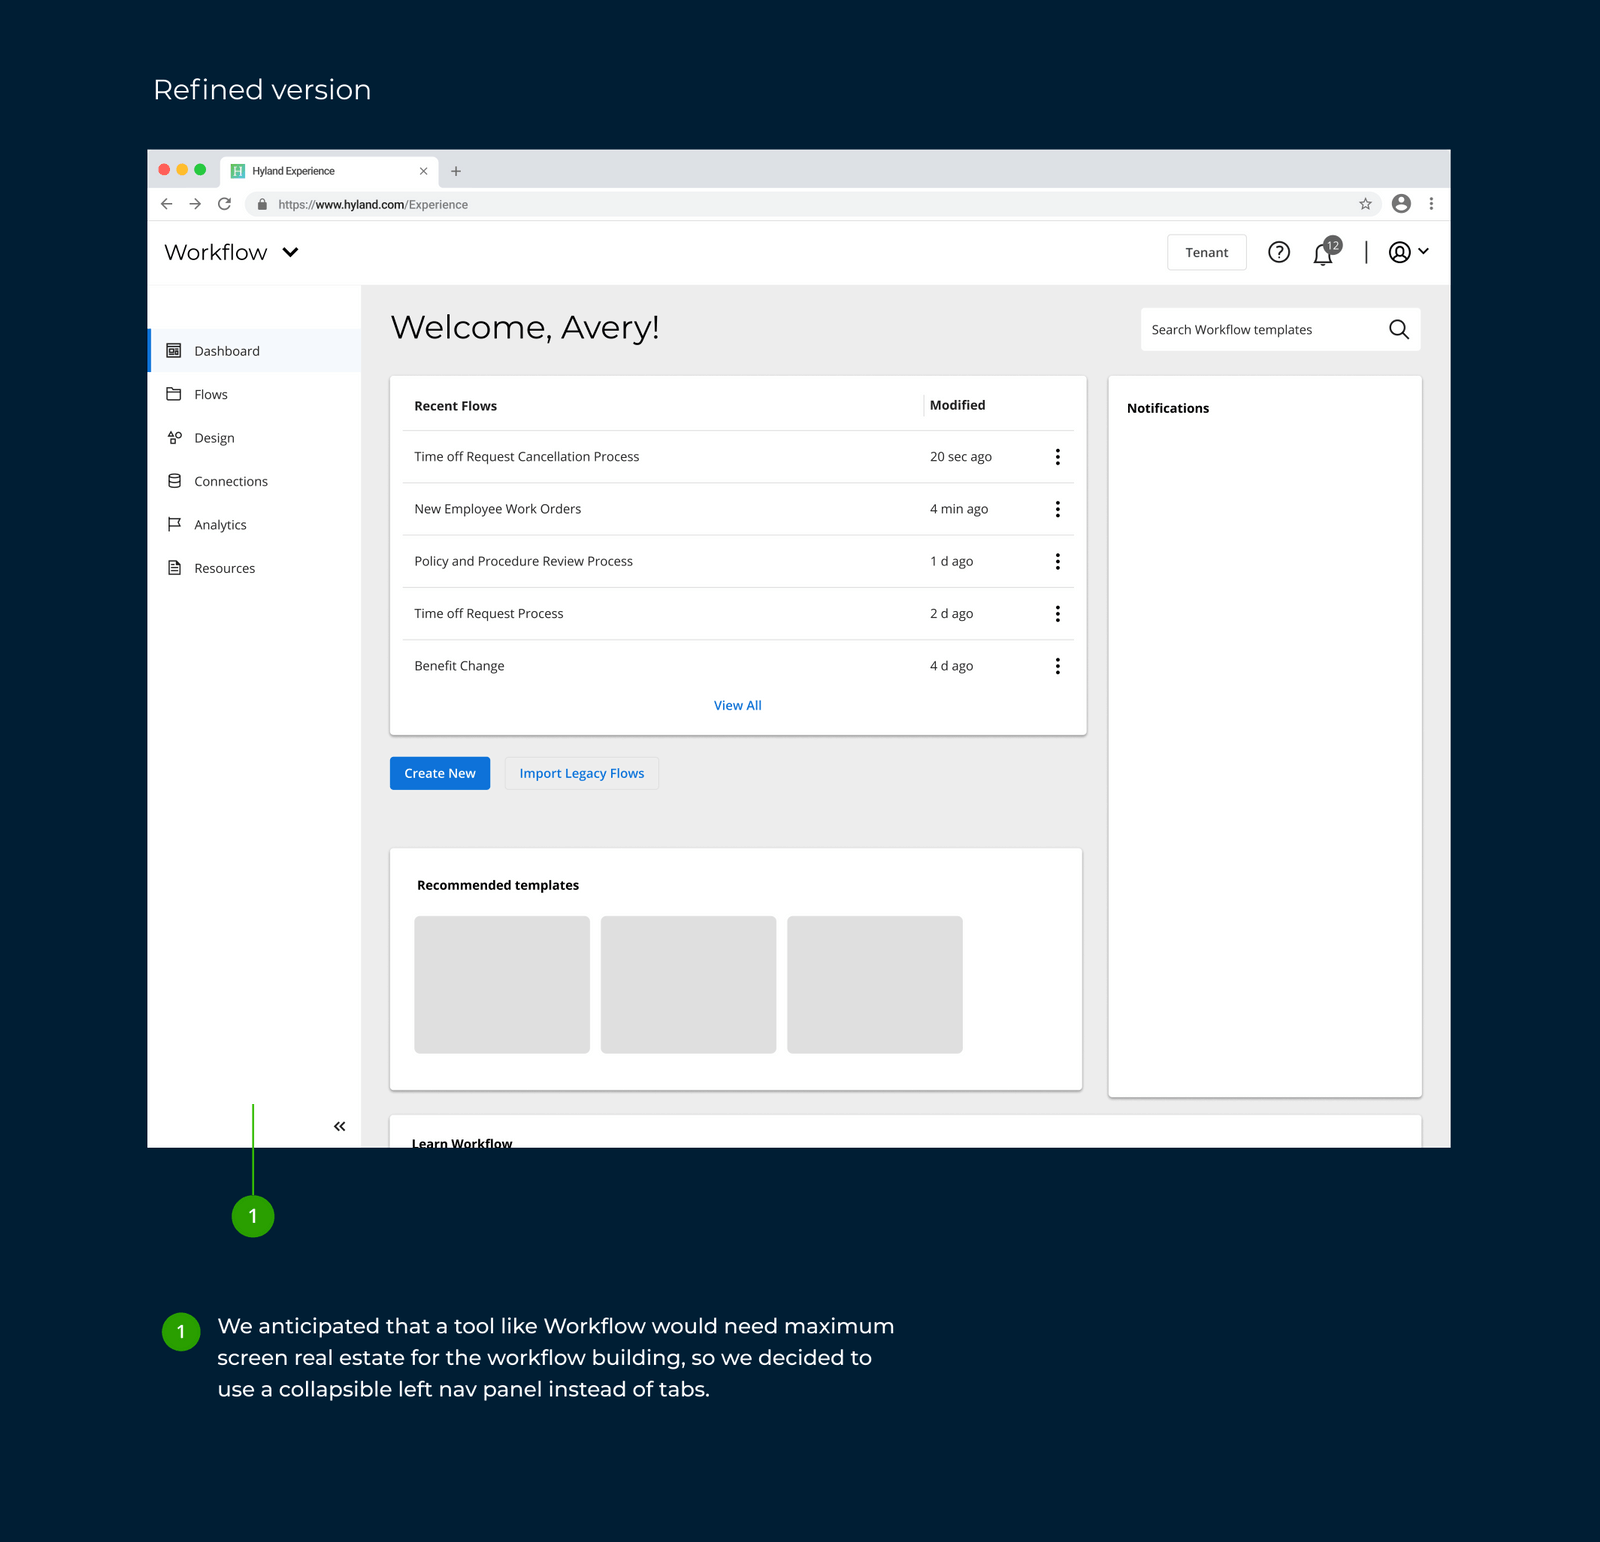 Refined version
Hyland Experience
https://www.hyland.com/Experience
Workflow
Tenant
12
Dashboard
Flows
Design
Connections
Analytics
Resources
Welcome, Avery!
Search Workflow templates
Recent Flows Modified
Time off Request Cancellation Process 20 sec ago
New Employee Work Orders 4 min ago
Policy and Procedure Review Process 1 d ago
Time off Request Process 2 d ago
Benefit Change 4 d ago
View All
Notifications
Create New
Import Legacy Flows
Recommended templates
Learn Workflow
1
1
We anticipated that a tool like Workflow would need maximum
screen real estate for the workflow building, so we decided to
use a collapsible left nav panel instead of tabs.